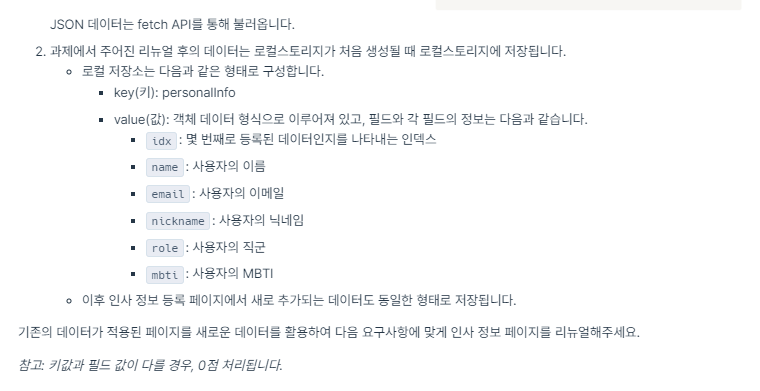 JSON 데이터는 fetch API를 통해 불러옵니다.
2. 과제에서 주어진 리뉴얼 후의 데이터는 로컬스토리지가 처음 생성될 때 로컬스토리지에 저장됩니다.
로컬 저장소는 다음과 같은 형태로 구성합니다.
key(키): personalInfo
value(값): 객체 데이터 형식으로 이루어져 있고, 필드와 각 필드의 정보는 다음과 같습니다.
idx : 몇 번째로 등록된 데이터인지를 나타내는 인덱스
name : 사용자의 이름
email : 사용자의 이메일
nickname : 사용자의 닉네임
role : 사용자의 직군
mbti : 사용자의 MBTI
이후 인사 정보 등록 페이지에서 새로 추가되는 데이터도 동일한 형태로 저장됩니다.
기존의 데이터가 적용된 페이지를 새로운 데이터를 활용하여 다음 요구사항에 맞게 인사 정보 페이지를 리뉴얼해주세요.
참고: 키값과 필드 값이 다를 경우, 0점 처리됩니다.